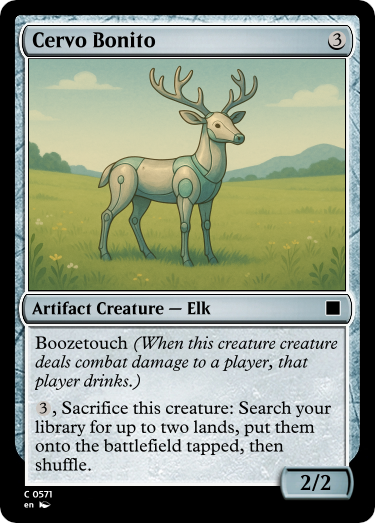 Cervo Bonito 3
Artifact Creature — Elk
Boozetouch (When this creature creature
deals combat damage to a player, that
player drinks.)
3, Sacrifice this creature: Search your
library for up to two lands, put them
onto the battlefield tapped, then
shuffle.
2/2
C 0571
en